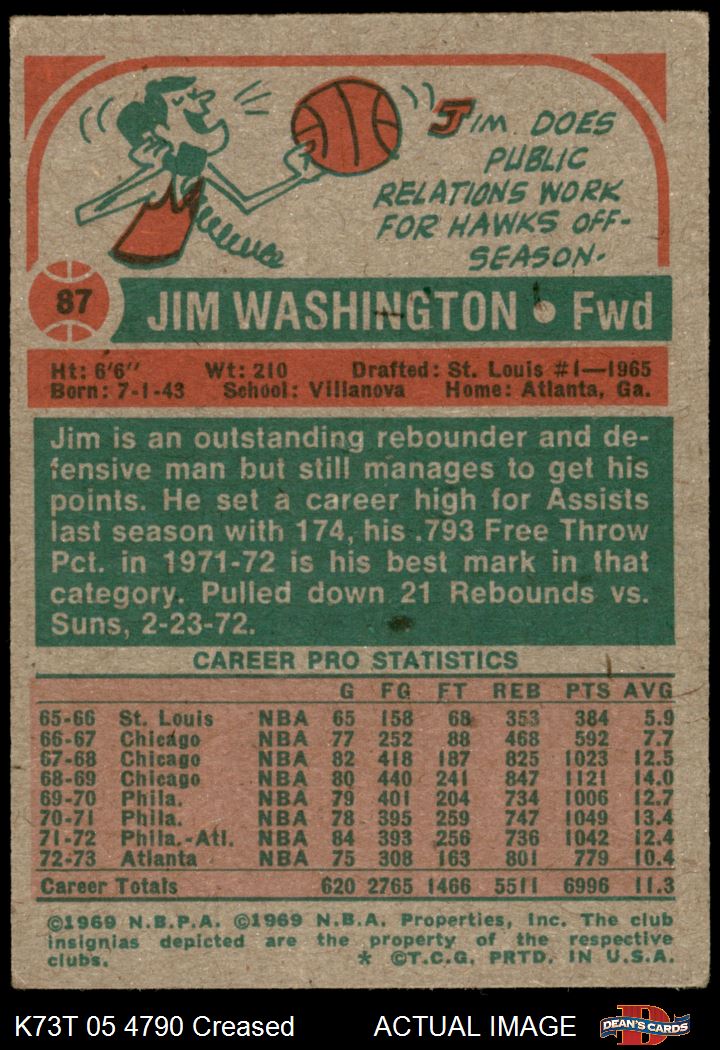 JIM DOES
PUBLIC
RELATIONS WORK
FOR HAWKS OFF-
SEASON.
87 JIM WASHINGTON • Fwd
Ht: 6'6" Wt: 210 Drafted: St. Louis #1—1965
Born: 7-1-43 School: Villanova Home: Atlanta, Ga.
Jim is an outstanding rebounder and de-
fensive man but still manages to get his
points. He set a career high for Assists
last season with 174, his .793 Free Throw
Pct. in 1971-72 is his best mark in that
category. Pulled down 21 Rebounds vs.
Suns, 2-23-72.
CAREER PRO STATISTICS
G FG FT REB PTS AVG
65-66 St. Louis NBA 65 158 68 353 384 5.9
66-67 Chicago NBA 77 252 88 468 592 7.7
67-68 Chicago NBA 82 418 187 825 1023 12.5
68-69 Chicago NBA 80 440 241 847 1121 14.0
69-70 Phila. NBA 79 401 204 734 1006 12.7
70-71 Phila. NBA 78 395 259 747 1049 13.4
71-72 Phila.-Atl. NBA 84 393 256 736 1042 12.4
72-73 Atlanta NBA 75 308 163 801 779 10.4
Career Totals 620 2765 1466 5511 6996 11.3
©1969 N.B.P.A. ©1969 N.B.A. Properties, Inc. The club
insignias depicted are the property of the respective
clubs. * ©T.C.G. PRTD. IN U.S.A.
K73T 05 4790 Creased ACTUAL IMAGE D DEAN'S CARDS